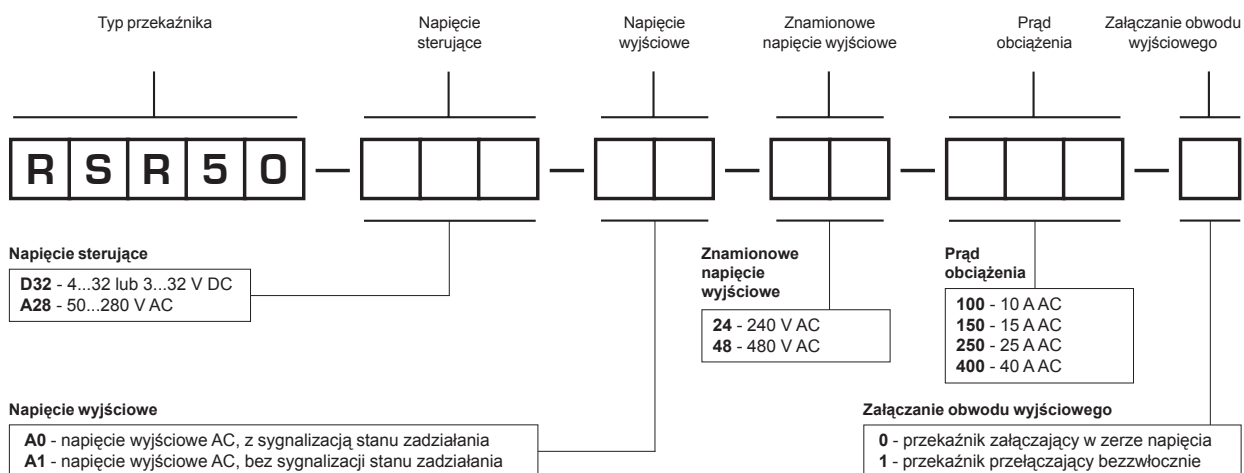 Typ przekaźnika
Napięcie
sterujące
Napięcie
wyjściowe
Znamionowe
napięcie wyjściowe
Prąd
obciążenia
Załączanie obwodu
wyjściowego
R S R 5 0 – – – – –
Napięcie sterujące
D32 - 4...32 lub 3...32 V DC
A28 - 50...280 V AC
Znamionowe
napięcie
wyjściowe
24 - 240 V AC
48 - 480 V AC
Prąd
obciążenia
100 - 10 A AC
150 - 15 A AC
250 - 25 A AC
400 - 40 A AC
Napięcie wyjściowe
A0 - napięcie wyjściowe AC, z sygnalizacją stanu zadziałania
A1 - napięcie wyjściowe AC, bez sygnalizacji stanu zadziałania
Załączanie obwodu wyjściowego
0 - przekaźnik załączający w zerze napięcia
1 - przekaźnik przełączający bezzwłocznie